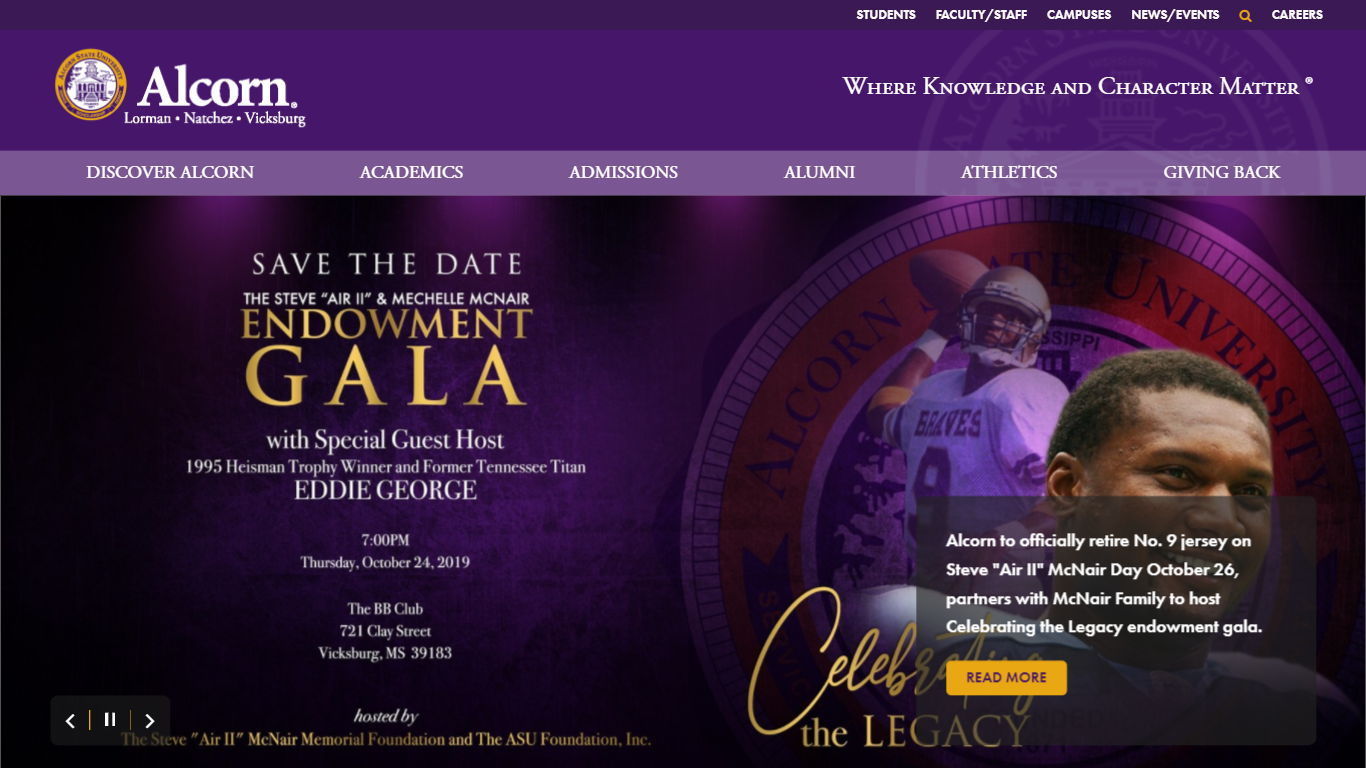 STUDENTS FACULTY/STAFF CAMPUSES NEWS/EVENTS CAREERS
Alcorn®
Lorman • Natchez • Vicksburg
WHERE KNOWLEDGE AND CHARACTER MATTER ®
DISCOVER ALCORN ACADEMICS ADMISSIONS ALUMNI ATHLETICS GIVING BACK
SAVE THE DATE
THE STEVE “AIR II” & MECHELLE MCNAIR
ENDOWMENT
GALA
with Special Guest Host
1995 Heisman Trophy Winner and Former Tennessee Titan
EDDIE GEORGE
7:00PM
Thursday, October 24, 2019
The BB Club
721 Clay Street
Vicksburg, MS 39183
hosted by
The Steve "Air II" McNair Memorial Foundation and The ASU Foundation, Inc.
ALCORN STATE UNIVERSITY
BRAVES
9
Celebrating
the LEGACY
Alcorn to officially retire No. 9 jersey on
Steve "Air II" McNair Day October 26,
partners with McNair Family to host
Celebrating the Legacy endowment gala.
READ MORE